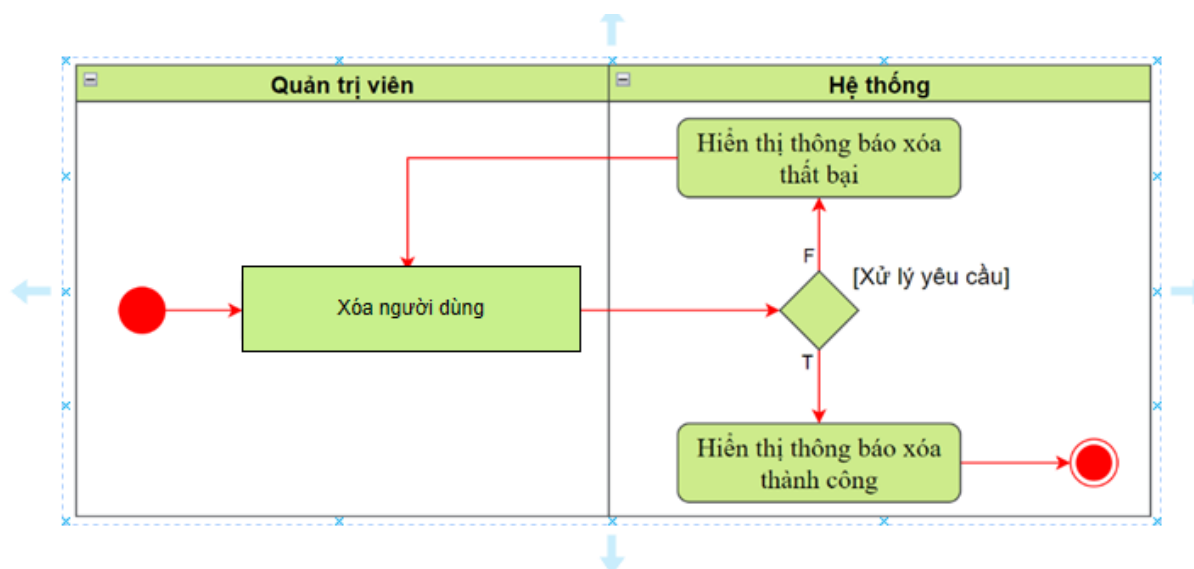 Quản trị viên
Hệ thống
Hiển thị thông báo xóa
thất bại
F
[Xử lý yêu cầu]
Xóa người dùng
T
Hiển thị thông báo xóa
thành công